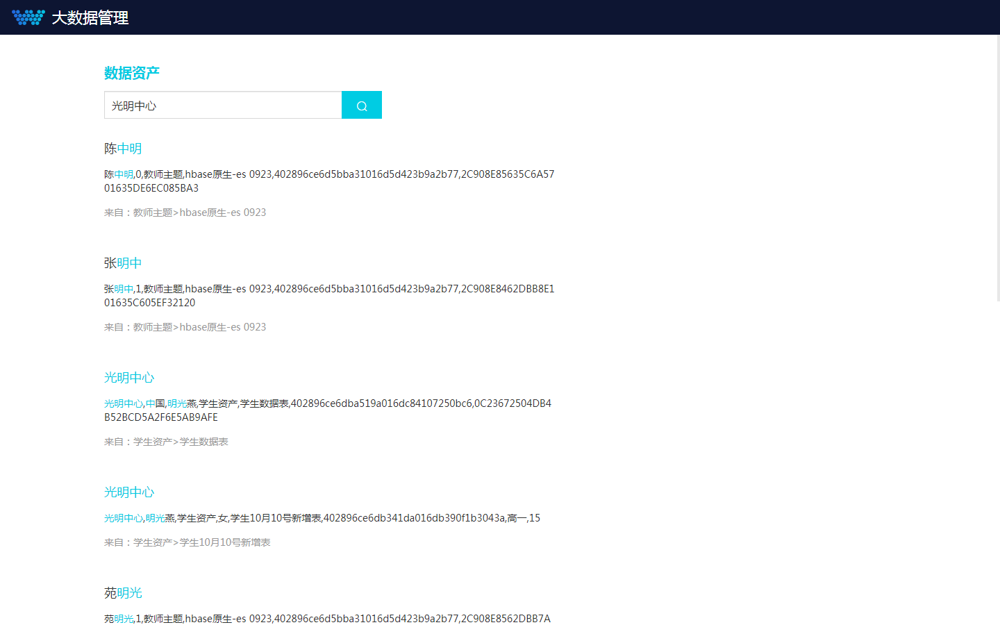 大数据管理
数据资产
光明中心
陈中明
陈中明,0,教师主题,hbase原生-es 0923,402896ce6d5bba31016d5d423b9a2b77,2C908E85635C6A57
01635DE6EC085BA3
来自：教师主题>hbase原生-es 0923
张明中
张明中,1,教师主题,hbase原生-es 0923,402896ce6d5bba31016d5d423b9a2b77,2C908E8462DBB8E1
01635C605EF32120
来自：教师主题>hbase原生-es 0923
光明中心
光明中心,中国,明光燕,学生资产,学生数据表,402896ce6dba519a016dc84107250bc6,0C23672504DB4
B52BCD5A2F6E5AB9AFE
来自：学生资产>学生数据表
光明中心
光明中心,明光燕,学生资产,女,学生10月10号新增表,402896ce6db341da016db390f1b3043a,高一,15
来自：学生资产>学生10月10号新增表
苑明光
苑明光,1,教师主题,hbase原生-es 0923,402896ce6d5bba31016d5d423b9a2b77,2C908E8562DBB7A